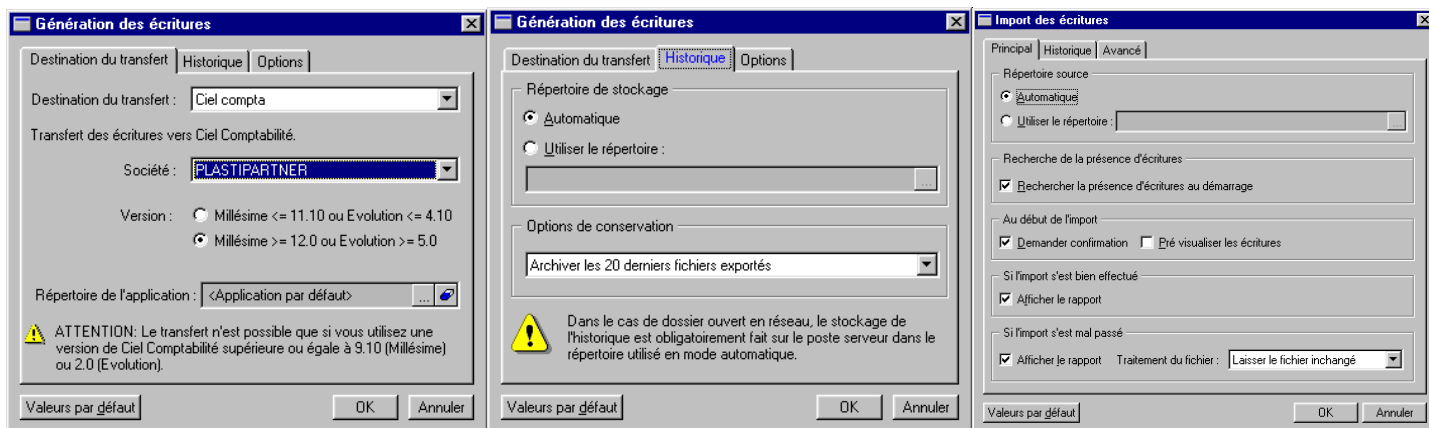 Génération des écritures
Destination du transfert Historique Options
Destination du transfert : Ciel compta
Transfert des écritures vers Ciel Comptabilité.
Société : PLASTIPARTNER
Version : Millésime <= 11.10 ou Evolution <= 4.10
Millésime >= 12.0 ou Evolution >= 5.0
Répertoire de l'application : <Application par défaut> ...
ATTENTION: Le transfert n'est possible que si vous utilisez une
version de Ciel Comptabilité supérieure ou égale à 9.10 (Millésime)
ou 2.0 (Evolution).
Valeurs par défaut OK Annuler
Génération des écritures
Destination du transfert Historique Options
Répertoire de stockage
Automatique
Utiliser le répertoire :
...
Options de conservation
Archiver les 20 derniers fichiers exportés
Dans le cas de dossier ouvert en réseau, le stockage de
l'historique est obligatoirement fait sur le poste serveur dans le
répertoire utilisé en mode automatique.
Valeurs par défaut OK Annuler
Import des écritures
Principal Historique Avancé
Répertoire source
Automatique
Utiliser le répertoire : ...
Recherche de la présence d'écritures
Rechercher la présence d'écritures au démarrage
Au début de l'import
Demander confirmation Pré visualiser les écritures
Si l'import s'est bien effectué
Afficher le rapport
Si l'import s'est mal passé
Afficher le rapport Traitement du fichier : Laisser le fichier inchangé
Valeurs par défaut OK Annuler